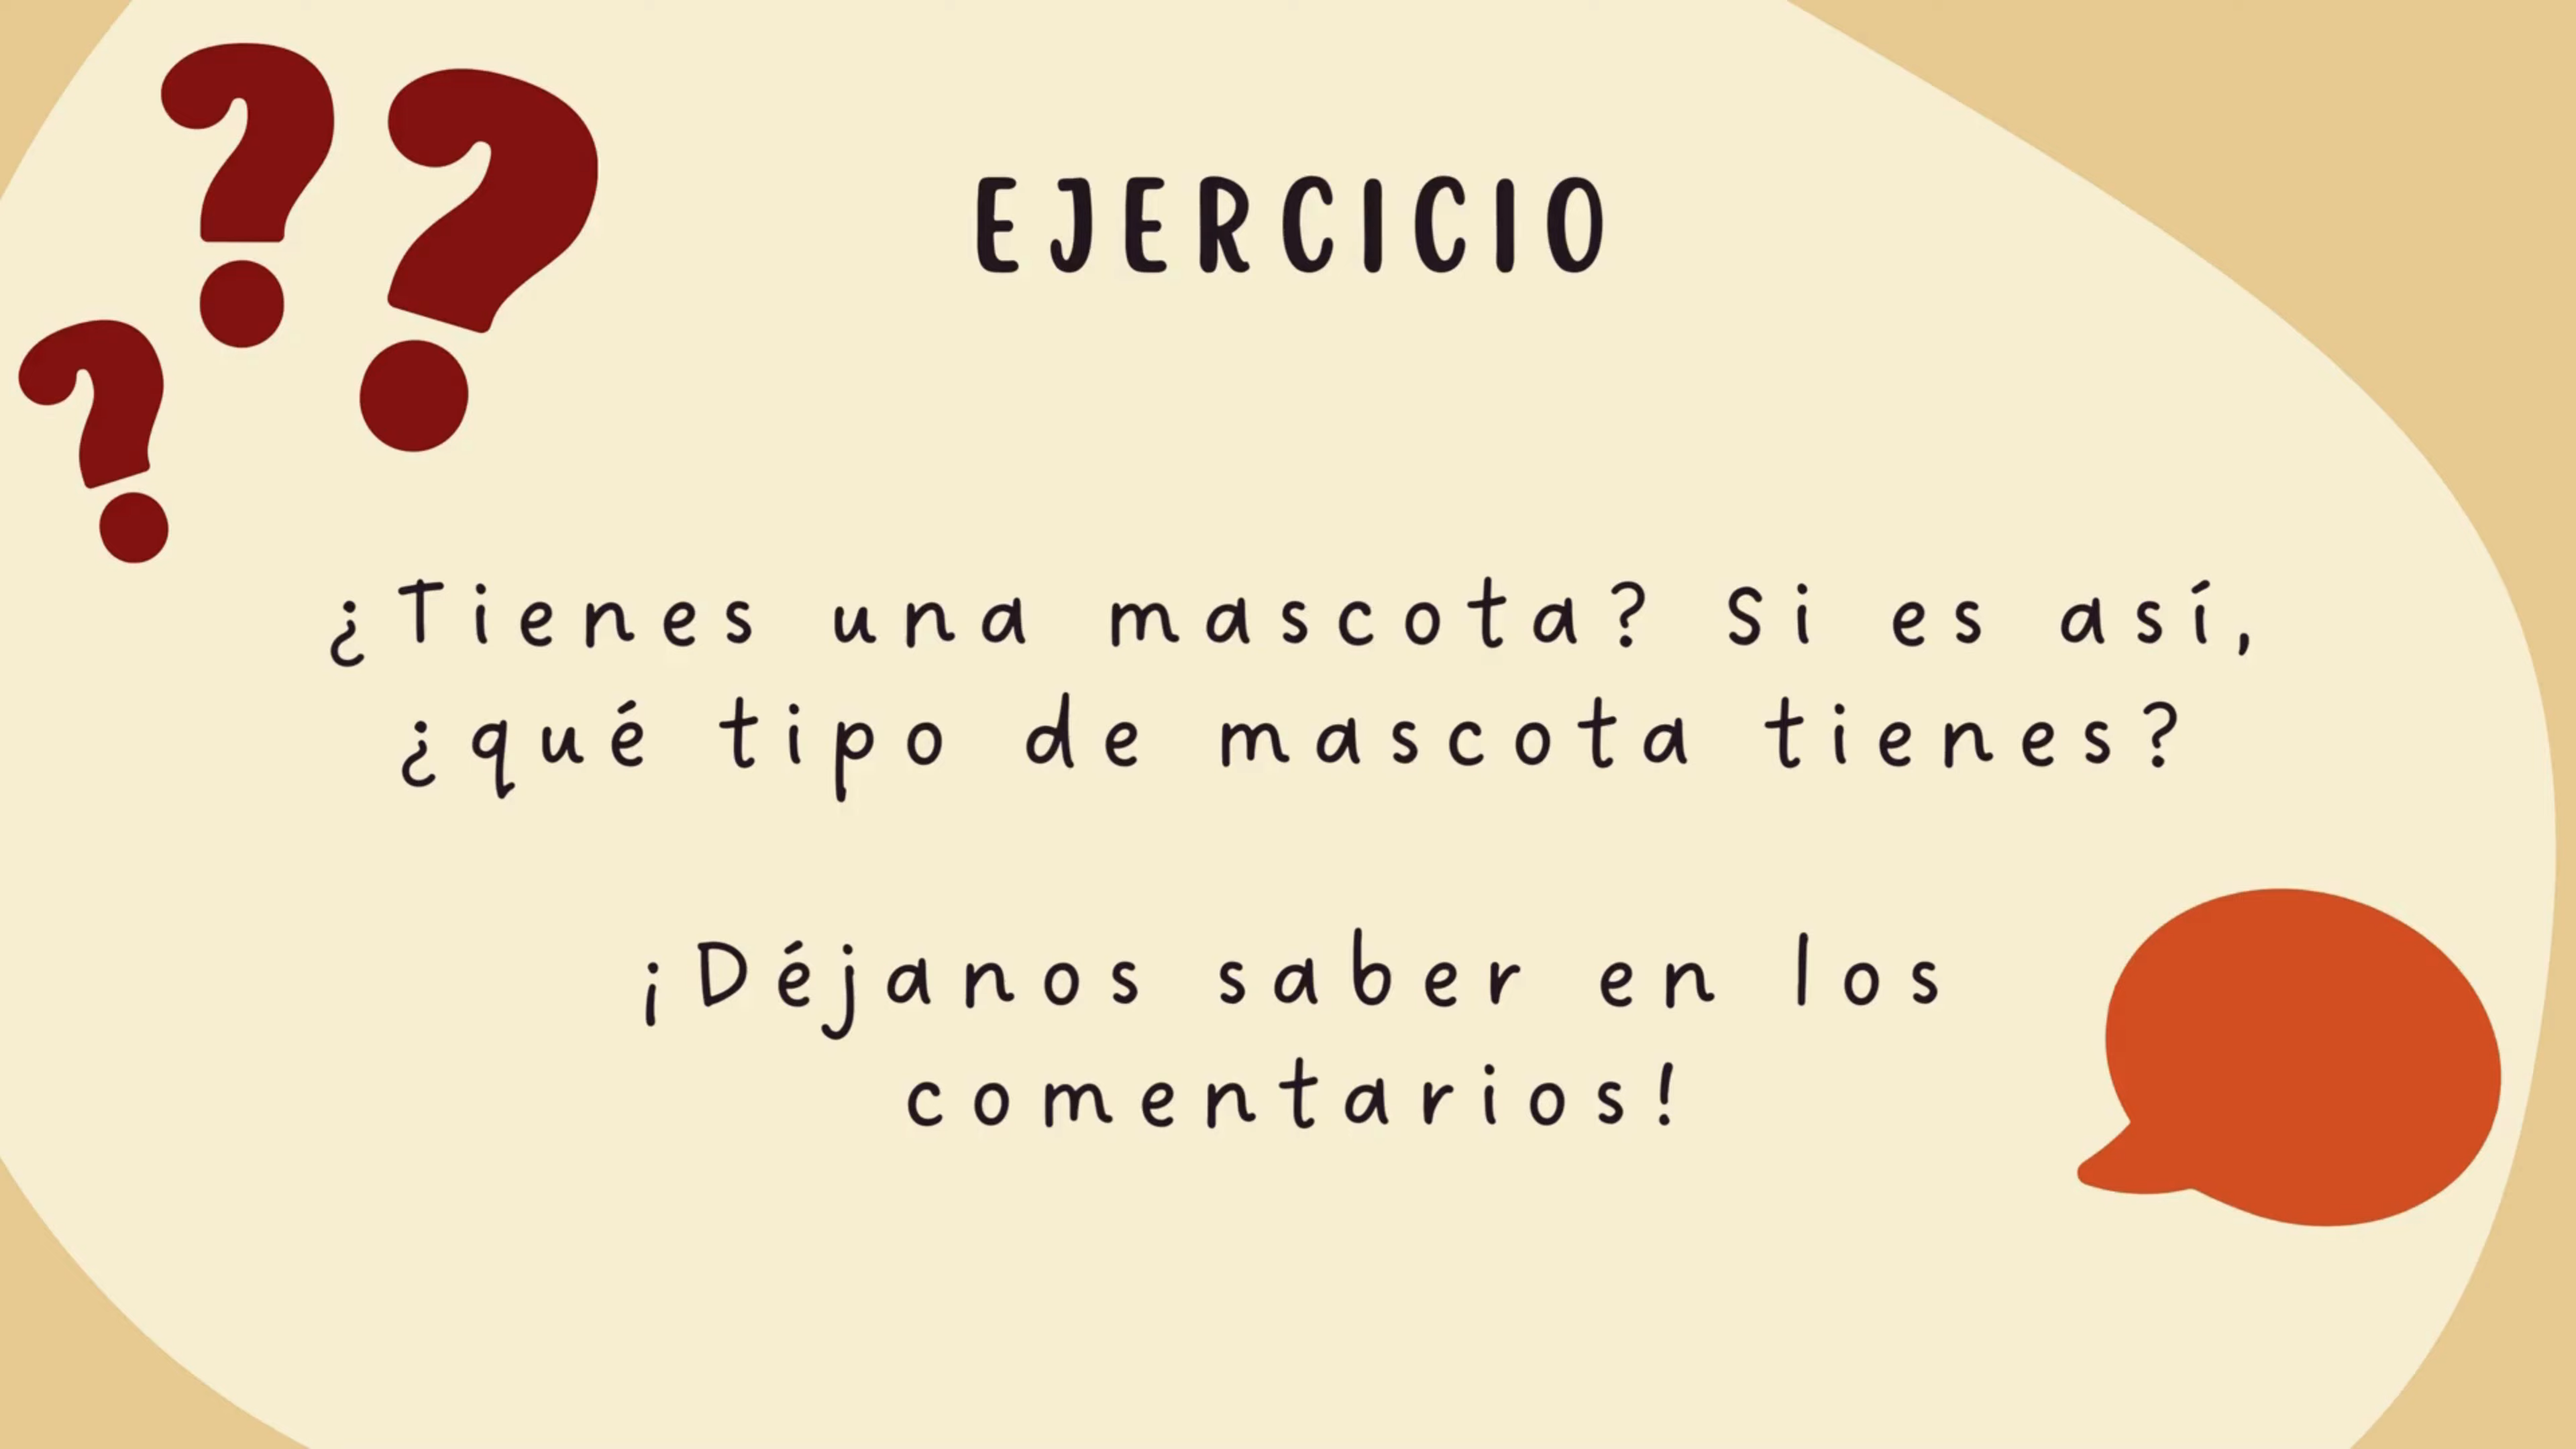 EJERCICIO
¿Tienes una mascota? Si es así,
¿qué tipo de mascota tienes?
¡Déjanos saber en los
comentarios!